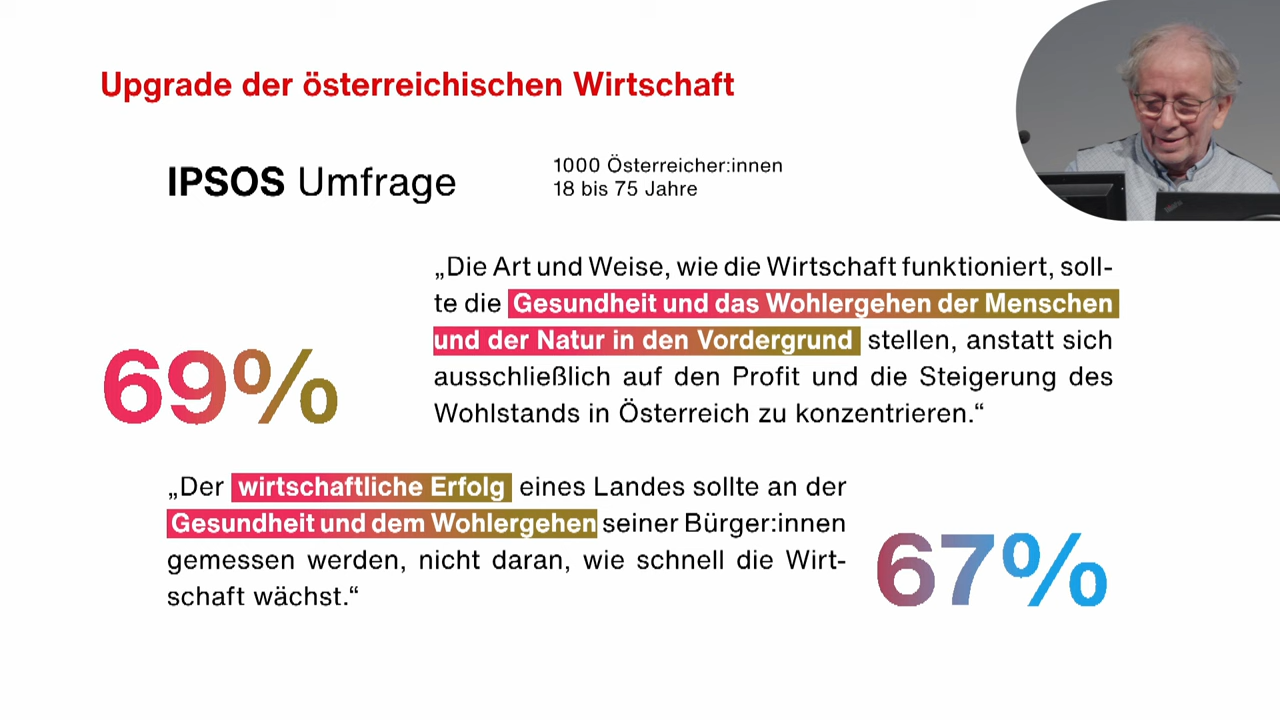 Upgrade der österreichischen Wirtschaft
IPSOS Umfrage
1000 Österreicher:innen
18 bis 75 Jahre
„Die Art und Weise, wie die Wirtschaft funktioniert, soll-
te die Gesundheit und das Wohlergehen der Menschen
und der Natur in den Vordergrund stellen, anstatt sich
ausschließlich auf den Profit und die Steigerung des
Wohlstands in Österreich zu konzentrieren.“
69%
„Der wirtschaftliche Erfolg eines Landes sollte an der
Gesundheit und dem Wohlergehen seiner Bürger:innen
gemessen werden, nicht daran, wie schnell die Wirt-
schaft wächst.“
67%